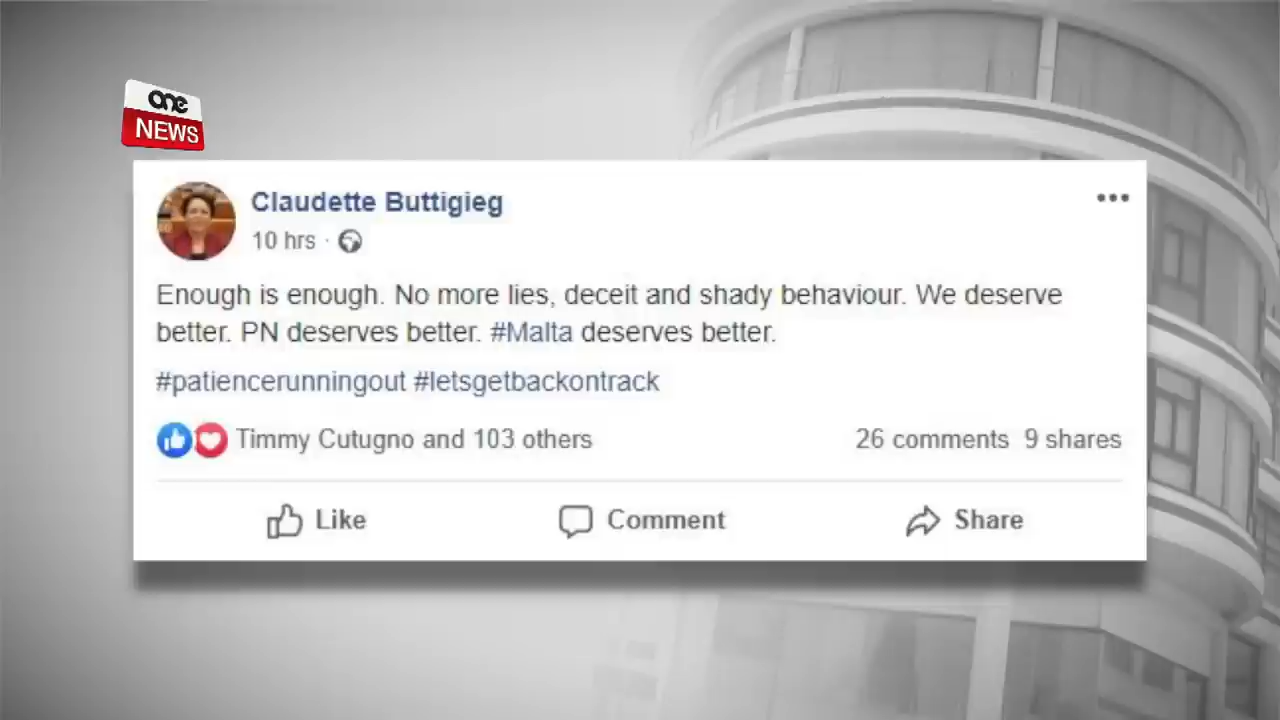 one
NEWS
Claudette Buttigieg
10 hrs ·
Enough is enough. No more lies, deceit and shady behaviour. We deserve
better. PN deserves better. #Malta deserves better.
#patiencerunningout #letsgetbackontrack
Timmy Cutugno and 103 others 26 comments 9 shares
Like Comment Share